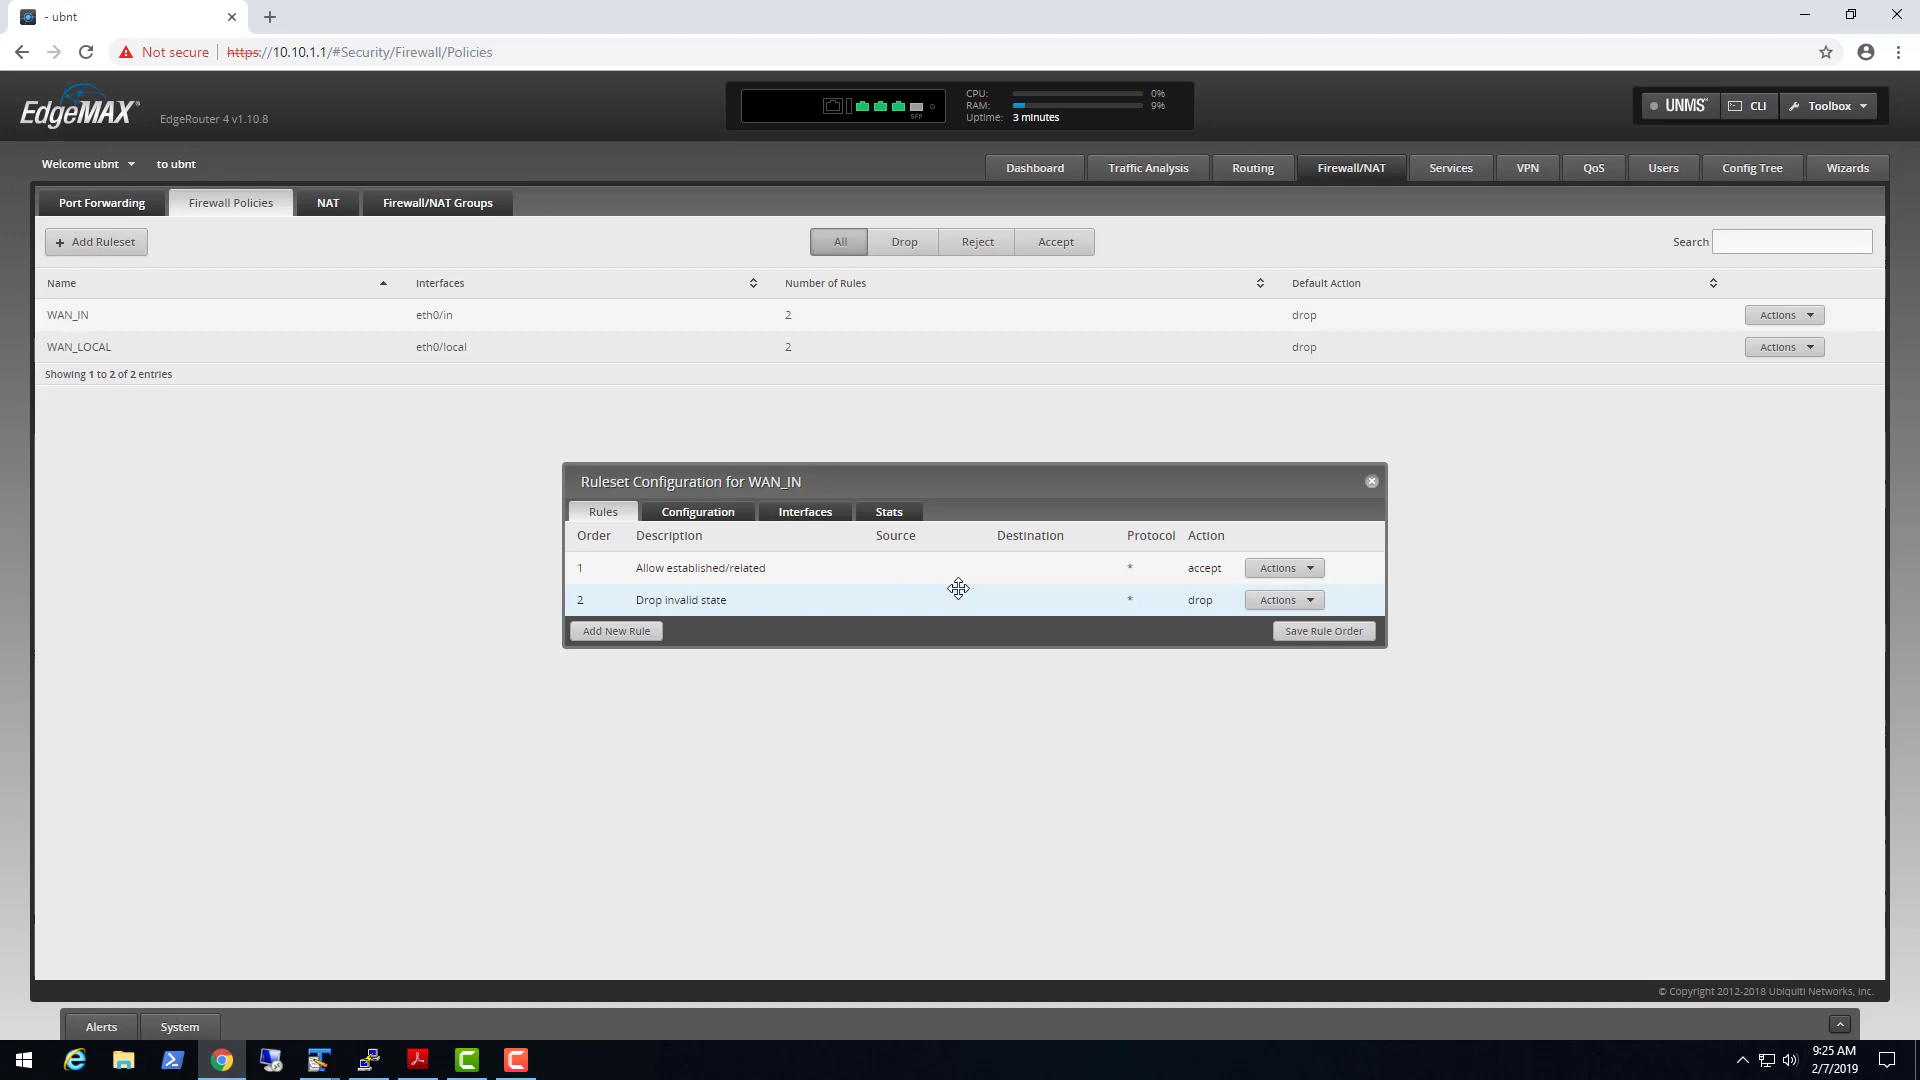 - ubnt
Not secure
https://10.10.1.1/#Security/Firewall/Policies
EdgeMAX
EdgeRouter 4 v1.10.8
SFP
CPU: 0%
RAM: 9%
Uptime: 3 minutes
UNMS
CLI
Toolbox
Welcome ubnt to ubnt
Dashboard Traffic Analysis Routing Firewall/NAT Services VPN QoS Users Config Tree Wizards
Port Forwarding Firewall Policies NAT Firewall/NAT Groups
+ Add Ruleset All Drop Reject Accept Search
Name Interfaces Number of Rules Default Action
WAN_IN eth0/in 2 drop Actions
WAN_LOCAL eth0/local 2 drop Actions
Showing 1 to 2 of 2 entries
Ruleset Configuration for WAN_IN
Rules Configuration Interfaces Stats
Order Description Source Destination Protocol Action
1 Allow established/related * accept Actions
2 Drop invalid state * drop Actions
Add New Rule Save Rule Order
© Copyright 2012-2018 Ubiquiti Networks, Inc.
Alerts System
9:25 AM
2/7/2019